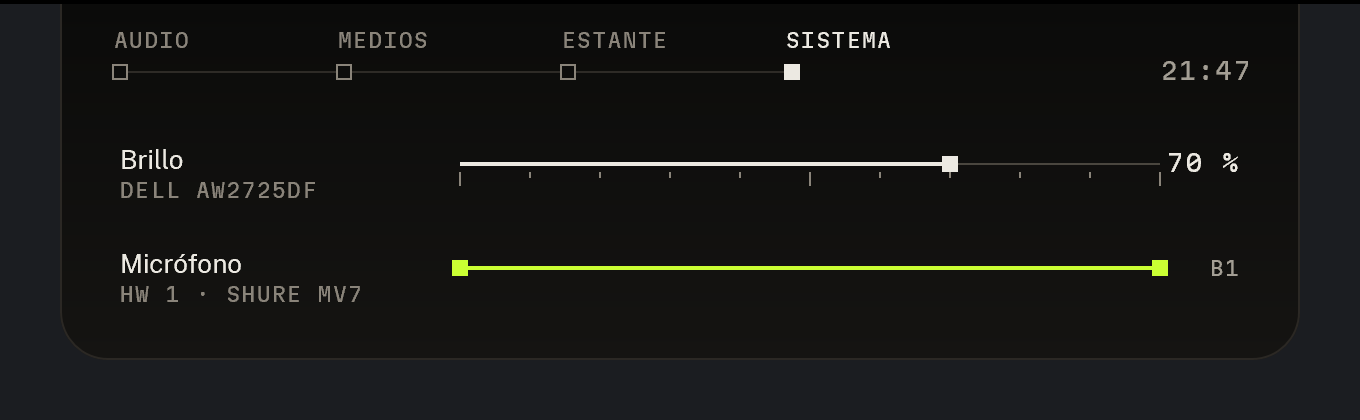 AUDIO MEDIOS ESTANTE SISTEMA
21:47
Brillo
DELL AW2725DF
70 %
Micrófono
HW 1 · SHURE MV7
B1